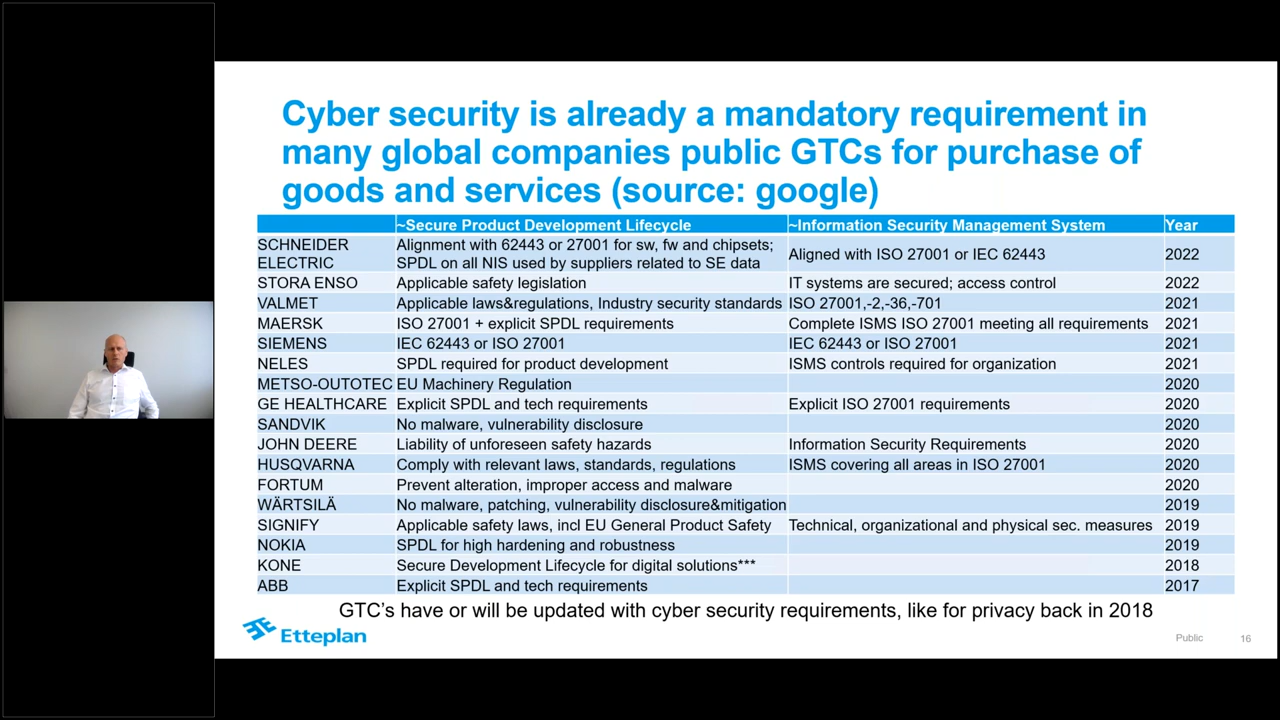 Cyber security is already a mandatory requirement in
many global companies public GTCs for purchase of
goods and services (source: google)
~Secure Product Development Lifecycle ~Information Security Management System Year
SCHNEIDER ELECTRIC Alignment with 62443 or 27001 for sw, fw and chipsets; SPDL on all NIS used by suppliers related to SE data Aligned with ISO 27001 or IEC 62443 2022
STORA ENSO Applicable safety legislation IT systems are secured; access control 2022
VALMET Applicable laws&regulations, Industry security standards ISO 27001,-2,-36,-701 2021
MAERSK ISO 27001 + explicit SPDL requirements Complete ISMS ISO 27001 meeting all requirements 2021
SIEMENS IEC 62443 or ISO 27001 IEC 62443 or ISO 27001 2021
NELES SPDL required for product development ISMS controls required for organization 2021
METSO-OUTOTEC EU Machinery Regulation 2020
GE HEALTHCARE Explicit SPDL and tech requirements Explicit ISO 27001 requirements 2020
SANDVIK No malware, vulnerability disclosure 2020
JOHN DEERE Liability of unforeseen safety hazards Information Security Requirements 2020
HUSQVARNA Comply with relevant laws, standards, regulations ISMS covering all areas in ISO 27001 2020
FORTUM Prevent alteration, improper access and malware 2020
WÄRTSILÄ No malware, patching, vulnerability disclosure&mitigation 2019
SIGNIFY Applicable safety laws, incl EU General Product Safety Technical, organizational and physical sec. measures 2019
NOKIA SPDL for high hardening and robustness 2019
KONE Secure Development Lifecycle for digital solutions*** 2018
ABB Explicit SPDL and tech requirements 2017
GTC's have or will be updated with cyber security requirements, like for privacy back in 2018
Etteplan
Public 16